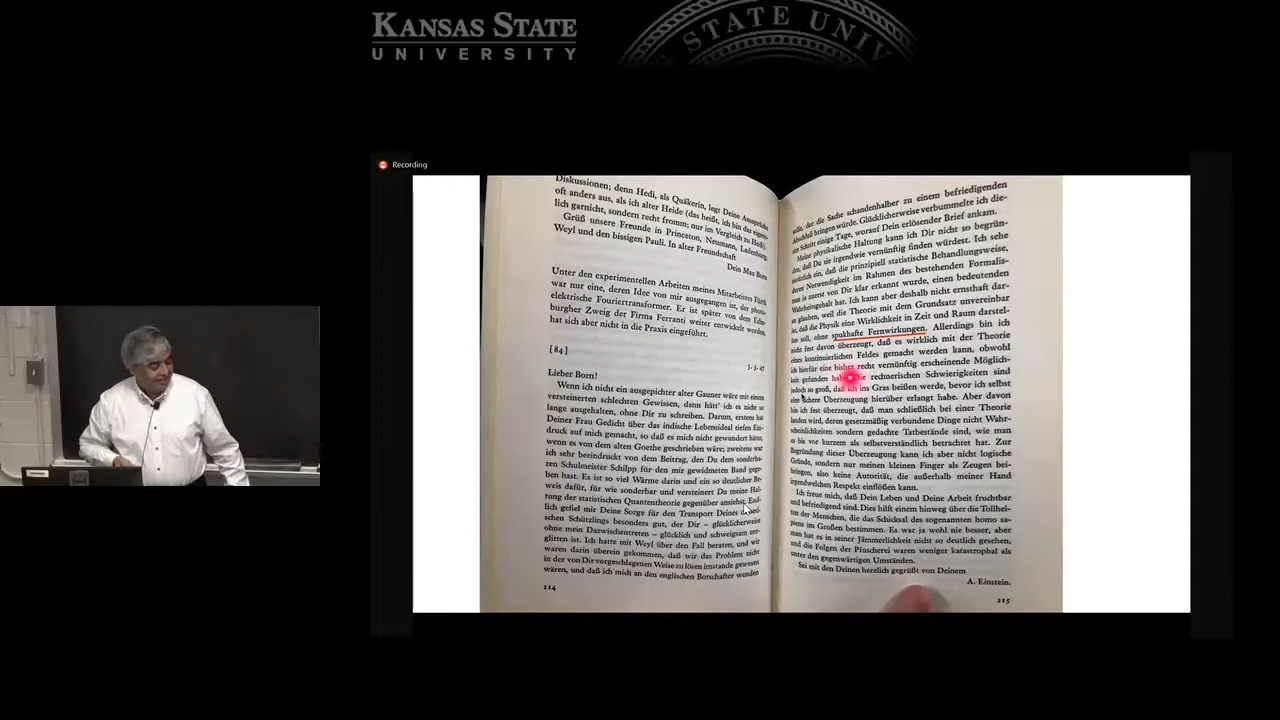 KANSAS STATE
UNIVERSITY
STATE UNIV
Recording
Diskussionen; denn Hedi, als Quäkerin, legt Deine Aussprüche
oft anders aus, als ich alter Heide (das heißt, ich bin das eigent-
lich garnicht, sondern recht fromm; nur im Vergleich zu Hedi).
Grüß unsere Freunde in Princeton, Neumann, Ladenburg,
Weyl und den bissigen Pauli. In alter Freundschaft
Dein Max Born
Unter den experimentellen Arbeiten meines Mitarbeiters Fürth
war nur eine, deren Idee von mir ausgegangen ist, der photo-
elektrische Fouriertransformer. Er ist später von dem Edin-
burgher Zweig der Firma Ferranti weiter entwickelt worden,
hat sich aber nicht in die Praxis eingeführt.
[84]
3. 3. 47
Lieber Born!
Wenn ich nicht ein ausgepichter alter Gauner wäre mit einem
versteinerten schlechten Gewissen, dann hätt' ich es nicht so
lange ausgehalten, ohne Dir zu schreiben. Darum, erstens hat
Deiner Frau Gedicht über das indische Lebensideal tiefen Ein-
druck auf mich gemacht, so daß es mich nicht gewundert hätte,
wenn es von dem alten Goethe geschrieben wäre; zweitens war
ich sehr beeindruckt von dem Beitrag, den Du dem sonderba-
ren Schulmeister Schilpp für den mir gewidmeten Band gege-
ben hast. Es ist so viel Wärme darin und ein so deutlicher Be-
weis dafür, für wie sonderbar und versteinert Du meine Hal-
tung der statistischen Quantentheorie gegenüber ansiehst. End-
lich gefiel mir Deine Sorge für den Transport Deines
schen Schützlings besonders gut, der Dir – glücklicherweise
ohne mein Dazwischentreten – glücklich und schweigsam ent-
glitten ist. Ich hatte mit Weyl über den Fall beraten, und wir
waren darin überein gekommen, daß wir das Problem nicht
in der von Dir vorgeschlagenen Weise zu lösen imstande gewesen
wären, und daß ich mich an den englischen Botschafter wenden
214
solle, der die Sache schandenhalber zu einem befriedigenden
Abschluß bringen würde. Glücklicherweise verbummelte ich die-
sen Schritt einige Tage, worauf Dein erlösender Brief ankam.
Meine physikalische Haltung kann ich Dir nicht so begrün-
den, daß Du sie irgendwie vernünftig finden würdest. Ich sehe
natürlich ein, daß die prinzipiell statistische Behandlungsweise,
deren Notwendigkeit im Rahmen des bestehenden Formalis-
mus ja zuerst von Dir klar erkannt wurde, einen bedeutenden
Wahrheitsgehalt hat. Ich kann aber deshalb nicht ernsthaft dar-
an glauben, weil die Theorie mit dem Grundsatz unvereinbar
ist, daß die Physik eine Wirklichkeit in Zeit und Raum darstel-
len soll, ohne spukhafte Fernwirkungen. Allerdings bin ich
nicht fest davon überzeugt, daß es wirklich mit der Theorie
eines kontinuierlichen Feldes gemacht werden kann, obwohl
ich hierfür eine bisher recht vernünftig erscheinende Möglich-
keit gefunden rechnerischen Schwierigkeiten sind
jedoch so groß, daß ich ins Gras beißen werde, bevor ich selbst
eine sichere Überzeugung hierüber erlangt habe. Aber davon
bin ich fest überzeugt, daß man schließlich bei einer Theorie
landen wird, deren gesetzmäßig verbundene Dinge nicht Wahr-
scheinlichkeiten sondern gedachte Tatbestände sind, wie man
es bis vor kurzem als selbstverständlich betrachtet hat. Zur
Begründung dieser Überzeugung kann ich aber nicht logische
Gründe, sondern nur meinen kleinen Finger als Zeugen bei-
bringen, also keine Autorität, die außerhalb meiner Hand
irgendwelchen Respekt einflößen kann.
Ich freue mich, daß Dein Leben und Deine Arbeit fruchtbar
und befriedigend sind. Dies hilft einem hinweg über die Tollhei-
ten der Menschen, die das Schicksal des sogenannten homo sa-
piens im Großen bestimmen. Es war ja wohl nie besser, aber
man hat es in seiner Jämmerlichkeit nicht so deutlich gesehen,
und die Folgen der Pfuscherei waren weniger katastrophal als
unter den gegenwärtigen Umständen.
Sei mit den Deinen herzlich gegrüßt von Deinem
A. Einstein.
215